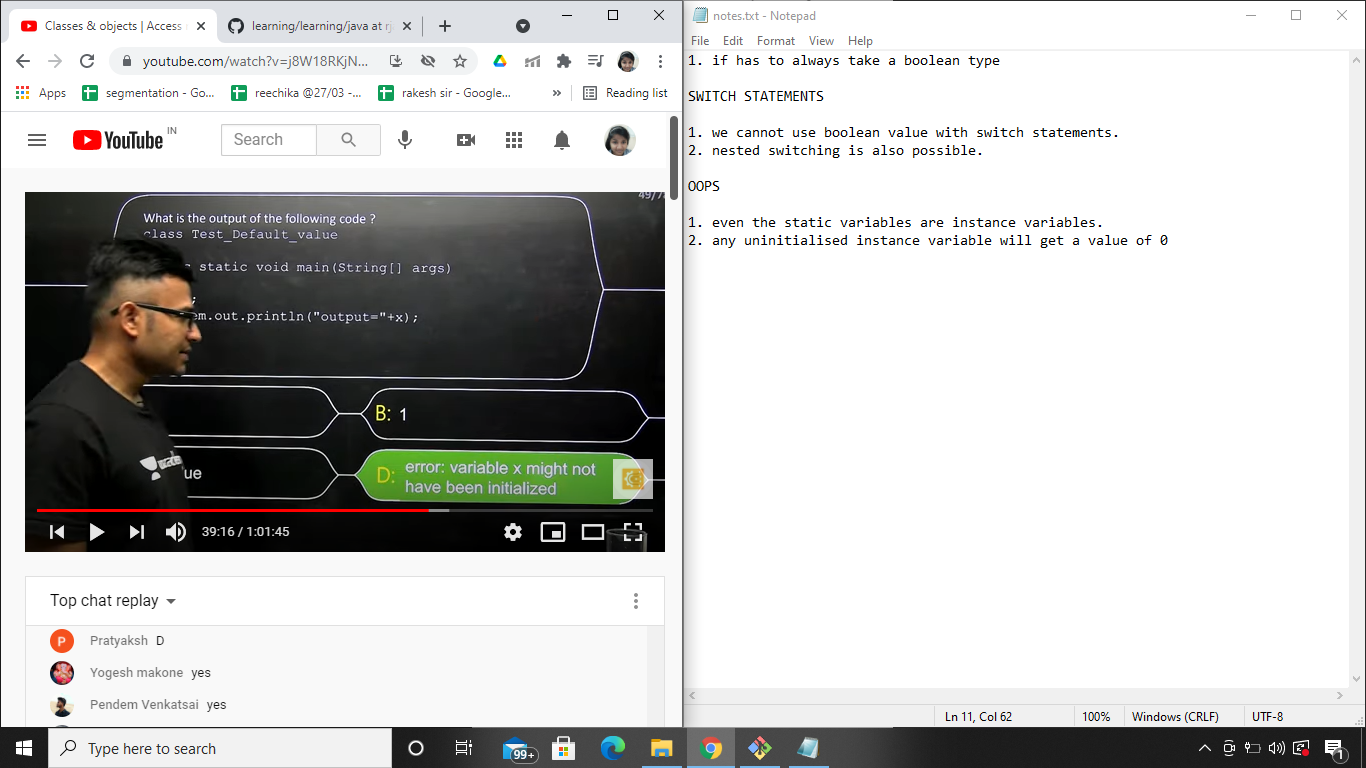 Classes & objects | Access
learning/learning/java at rj
youtube.com/watch?v=j8W18RKjN...
Apps
segmentation - Go...
reechika @27/03 -...
rakesh sir - Google...
»
Reading list
YouTube IN
Search
49/7
What is the output of the following code ?
class Test_Default_value
s static void main(String[] args)
;
em.out.println("output="+x);
B: 1
ue
D: error: variable x might not
have been initialized
39:16 / 1:01:45
Top chat replay
P Pratyaksh D
Yogesh makone yes
Pendem Venkatsai yes
notes.txt - Notepad
File Edit Format View Help
1. if has to always take a boolean type
SWITCH STATEMENTS
1. we cannot use boolean value with switch statements.
2. nested switching is also possible.
OOPS
1. even the static variables are instance variables.
2. any uninitialised instance variable will get a value of 0
Ln 11, Col 62
100%
Windows (CRLF)
UTF-8
Type here to search
99+
1